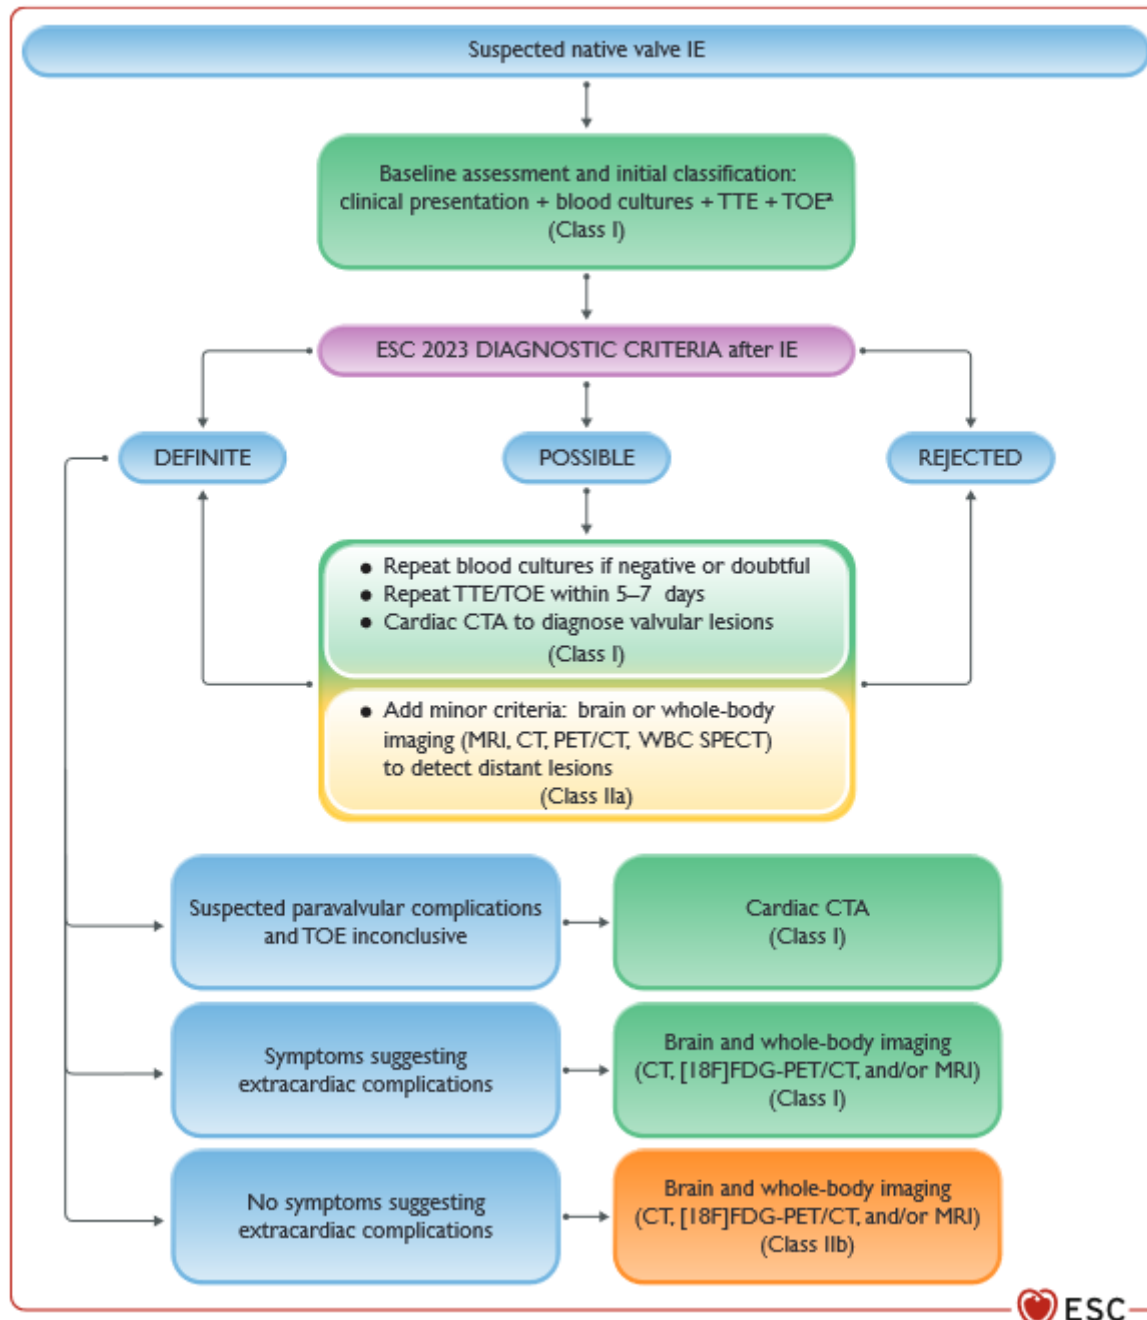 Suspected native valve IE
Baseline assessment and initial classification:
clinical presentation + blood cultures + TTE + TOEª
(Class I)
ESC 2023 DIAGNOSTIC CRITERIA after IE
DEFINITE
POSSIBLE
REJECTED
● Repeat blood cultures if negative or doubtful
● Repeat TTE/TOE within 5–7 days
● Cardiac CTA to diagnose valvular lesions
(Class I)
● Add minor criteria: brain or whole-body
imaging (MRI, CT, PET/CT, WBC SPECT)
to detect distant lesions
(Class IIa)
Suspected paravalvular complications
and TOE inconclusive
Cardiac CTA
(Class I)
Symptoms suggesting
extracardiac complications
Brain and whole-body imaging
(CT, [18F]FDG-PET/CT, and/or MRI)
(Class I)
No symptoms suggesting
extracardiac complications
Brain and whole-body imaging
(CT, [18F]FDG-PET/CT, and/or MRI)
(Class IIb)
ESC